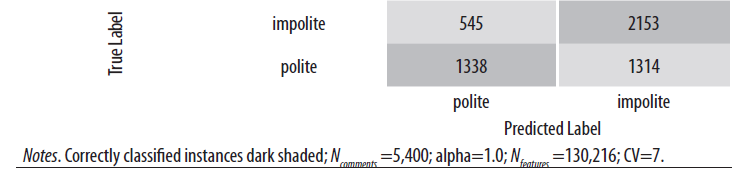 True Label
impolite 545 2153
polite 1338 1314
polite impolite
Predicted Label
Notes. Correctly classified instances dark shaded; Ncomments =5,400; alpha=1.0; Nfeatures =130,216; CV=7.